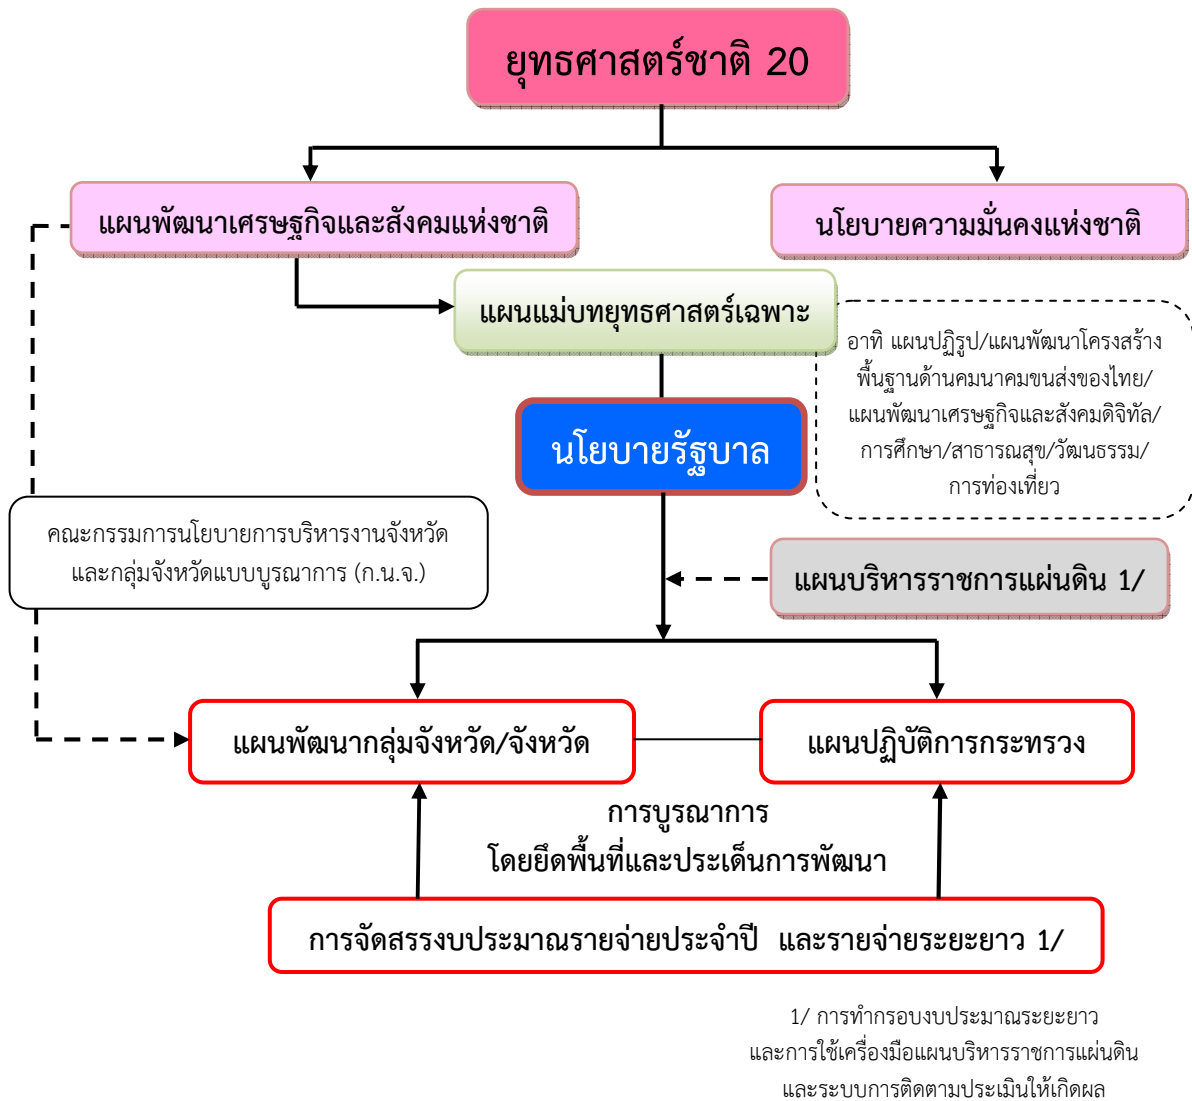 ยุทธศาสตร์ชาติ 20
แผนพัฒนาเศรษฐกิจและสังคมแห่งชาติ
นโยบายความมั่นคงแห่งชาติ
แผนแม่บทยุทธศาสตร์เฉพาะ
อาทิ แผนปฏิรูป/แผนพัฒนาโครงสร้าง
พื้นฐานด้านคมนาคมขนส่งของไทย/
แผนพัฒนาเศรษฐกิจและสังคมดิจิทัล/
การศึกษา/สาธารณสุข/วัฒนธรรม/
การท่องเที่ยว
นโยบายรัฐบาล
คณะกรรมการนโยบายการบริหารงานจังหวัด
และกลุ่มจังหวัดแบบบูรณาการ (ก.น.จ.)
แผนบริหารราชการแผ่นดิน 1/
แผนพัฒนากลุ่มจังหวัด/จังหวัด
แผนปฏิบัติการกระทรวง
การบูรณาการ
โดยยึดพื้นที่และประเด็นการพัฒนา
การจัดสรรงบประมาณรายจ่ายประจำปี และรายจ่ายระยะยาว 1/
1/ การทำกรอบงบประมาณระยะยาว
และการใช้เครื่องมือแผนบริหารราชการแผ่นดิน
และระบบการติดตามประเมินให้เกิดผล